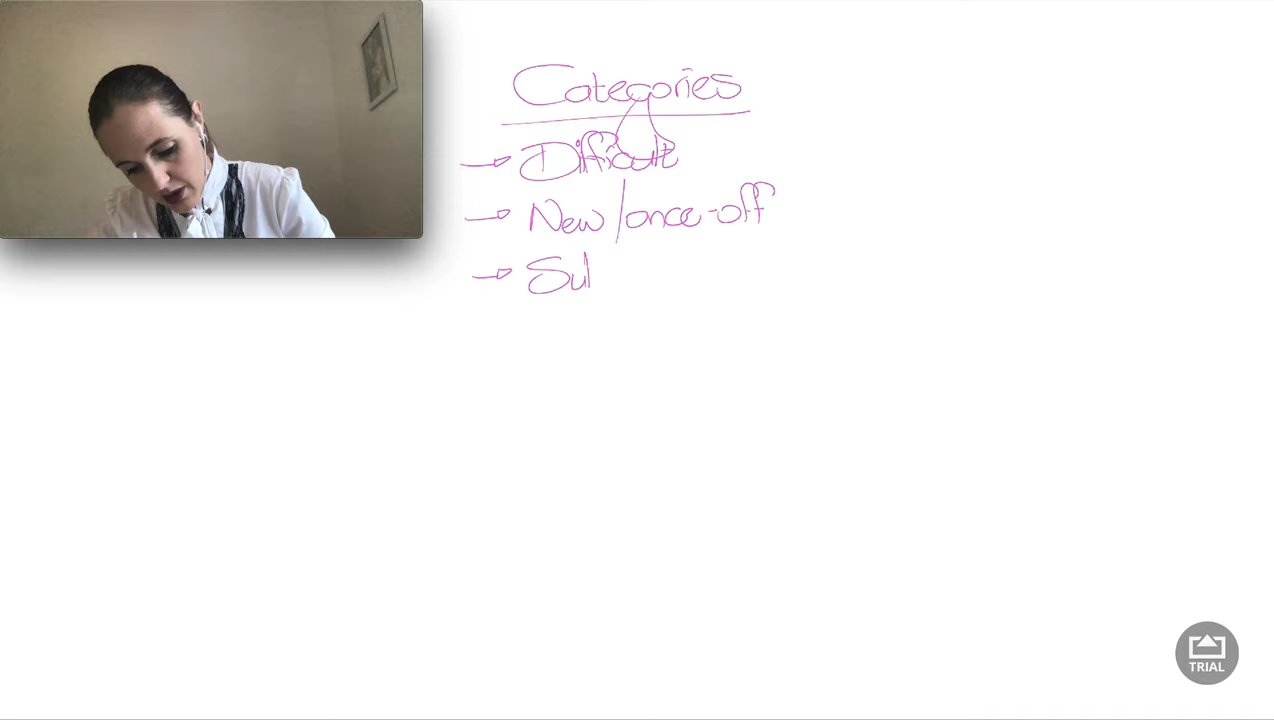 Categories
→ Difficult
→ New/once-off
→ Sul
TRIAL